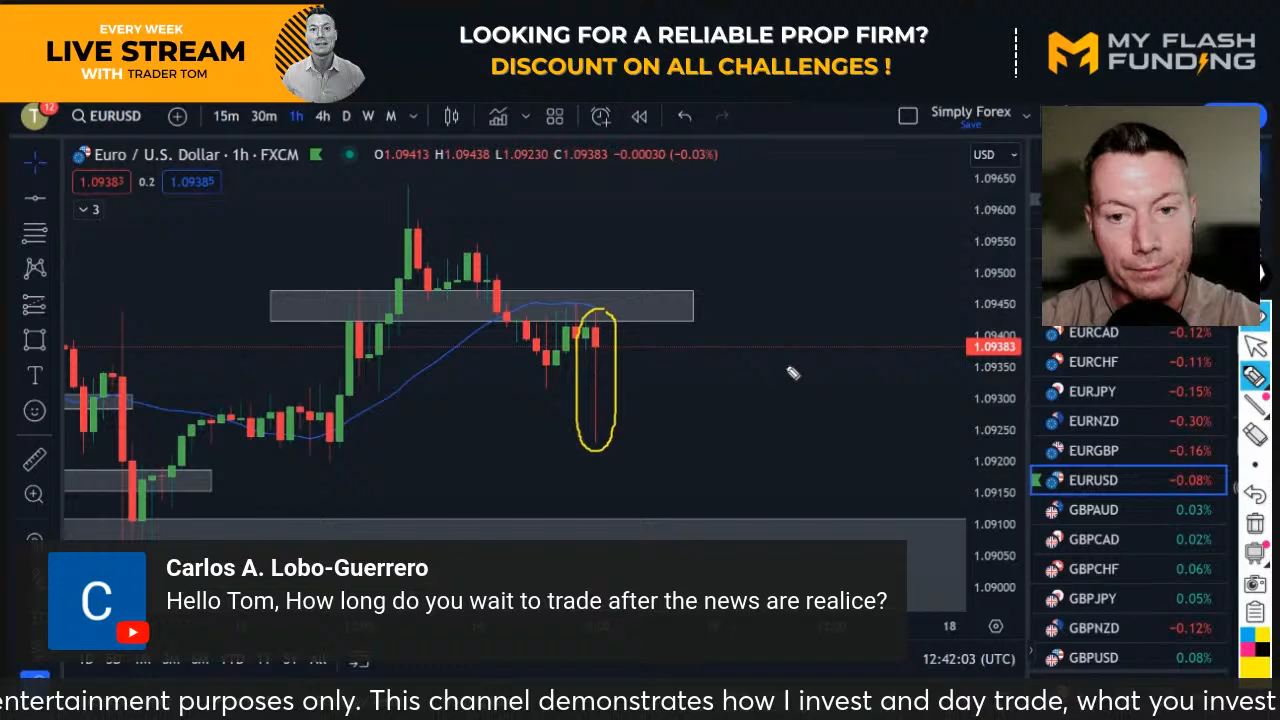 EVERY WEEK
LIVE STREAM
WITH TRADER TOM
LOOKING FOR A RELIABLE PROP FIRM?
DISCOUNT ON ALL CHALLENGES !
MY FLASH
FUNDING
T
12
EURUSD
15m 30m 1h 4h D W M
Simply Forex
Save
Euro / U.S. Dollar · 1h · FXCM
O1.09413 H1.09438 L1.09230 C1.09383 −0.00030 (−0.03%)
USD
1.09383 0.2 1.09385
3
1.09650
1.09600
1.09550
1.09500
1.09450
1.09400
1.09383
1.09350
1.09300
1.09250
1.09200
1.09150
1.09100
1.09050
1.09000
EURCAD −0.12%
EURCHF −0.11%
EURJPY −0.15%
EURNZD −0.30%
EURGBP −0.16%
EURUSD −0.08%
GBPAUD 0.03%
GBPCAD 0.02%
GBPCHF 0.06%
GBPJPY 0.05%
GBPNZD −0.12%
GBPUSD 0.08%
C
Carlos A. Lobo-Guerrero
Hello Tom, How long do you wait to rade after the news are realice?
18
12:42:03 (UTC)
entertainment purposes only. This channel demonstrates how I invest and day trade, what you invest